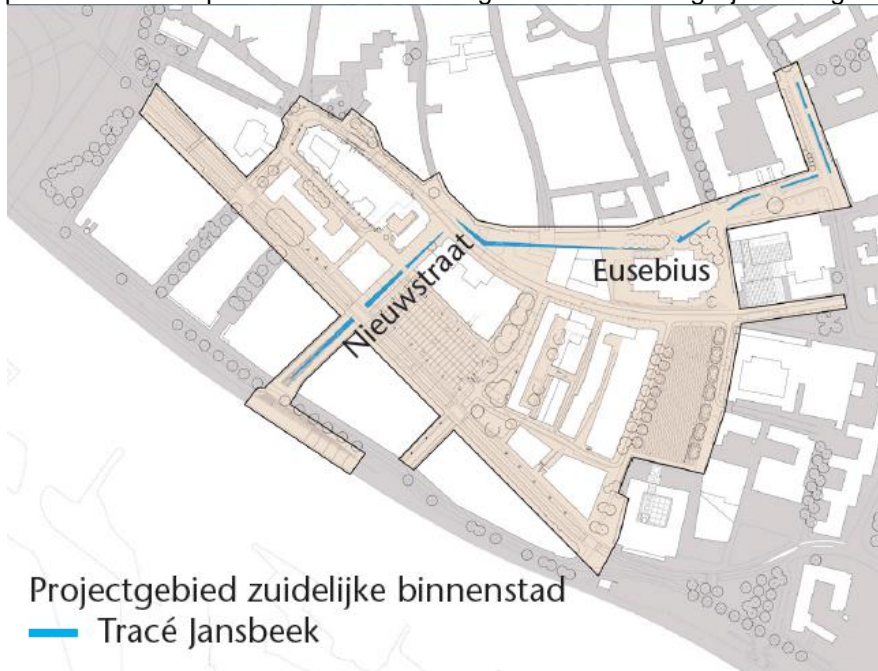 Nieuwstraat
Eusebius
Projectgebied zuidelijke binnenstad
Tracé Jansbeek